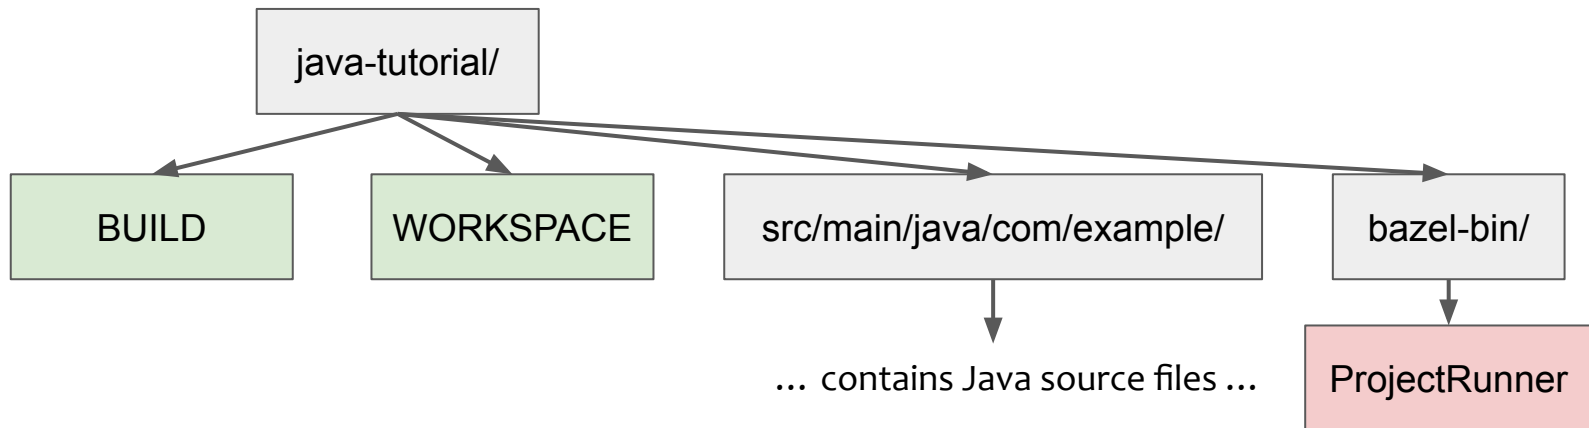 java-tutorial/
BUILD
WORKSPACE
src/main/java/com/example/
bazel-bin/
... contains Java source files ...
ProjectRunner